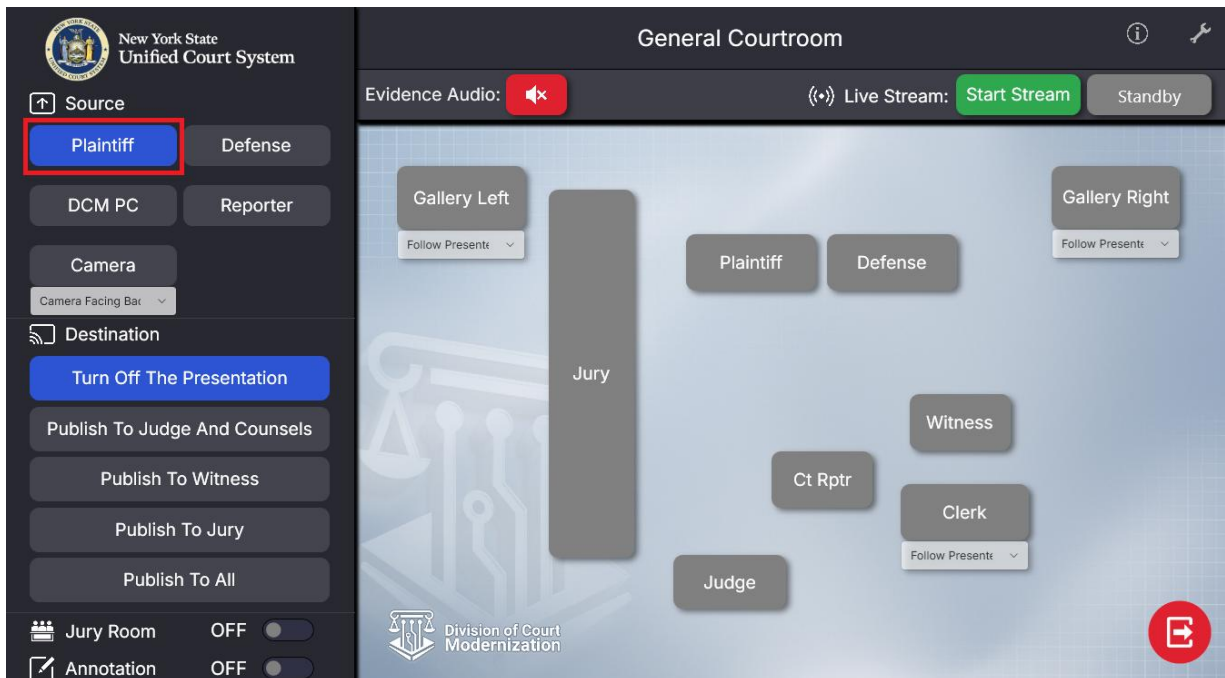 New York State
Unified Court System
General Courtroom
Source
Evidence Audio:
Live Stream: Start Stream Standby
Plaintiff Defense
DCM PC Reporter
Camera
Camera Facing Bac
Destination
Turn Off The Presentation
Publish To Judge And Counsels
Publish To Witness
Publish To Jury
Publish To All
Jury Room OFF
Annotation OFF
Gallery Left
Follow Presente
Gallery Right
Follow Presente
Plaintiff Defense
Jury
Witness
Ct Rptr
Clerk
Follow Presente
Judge
Division of Court
Modernization